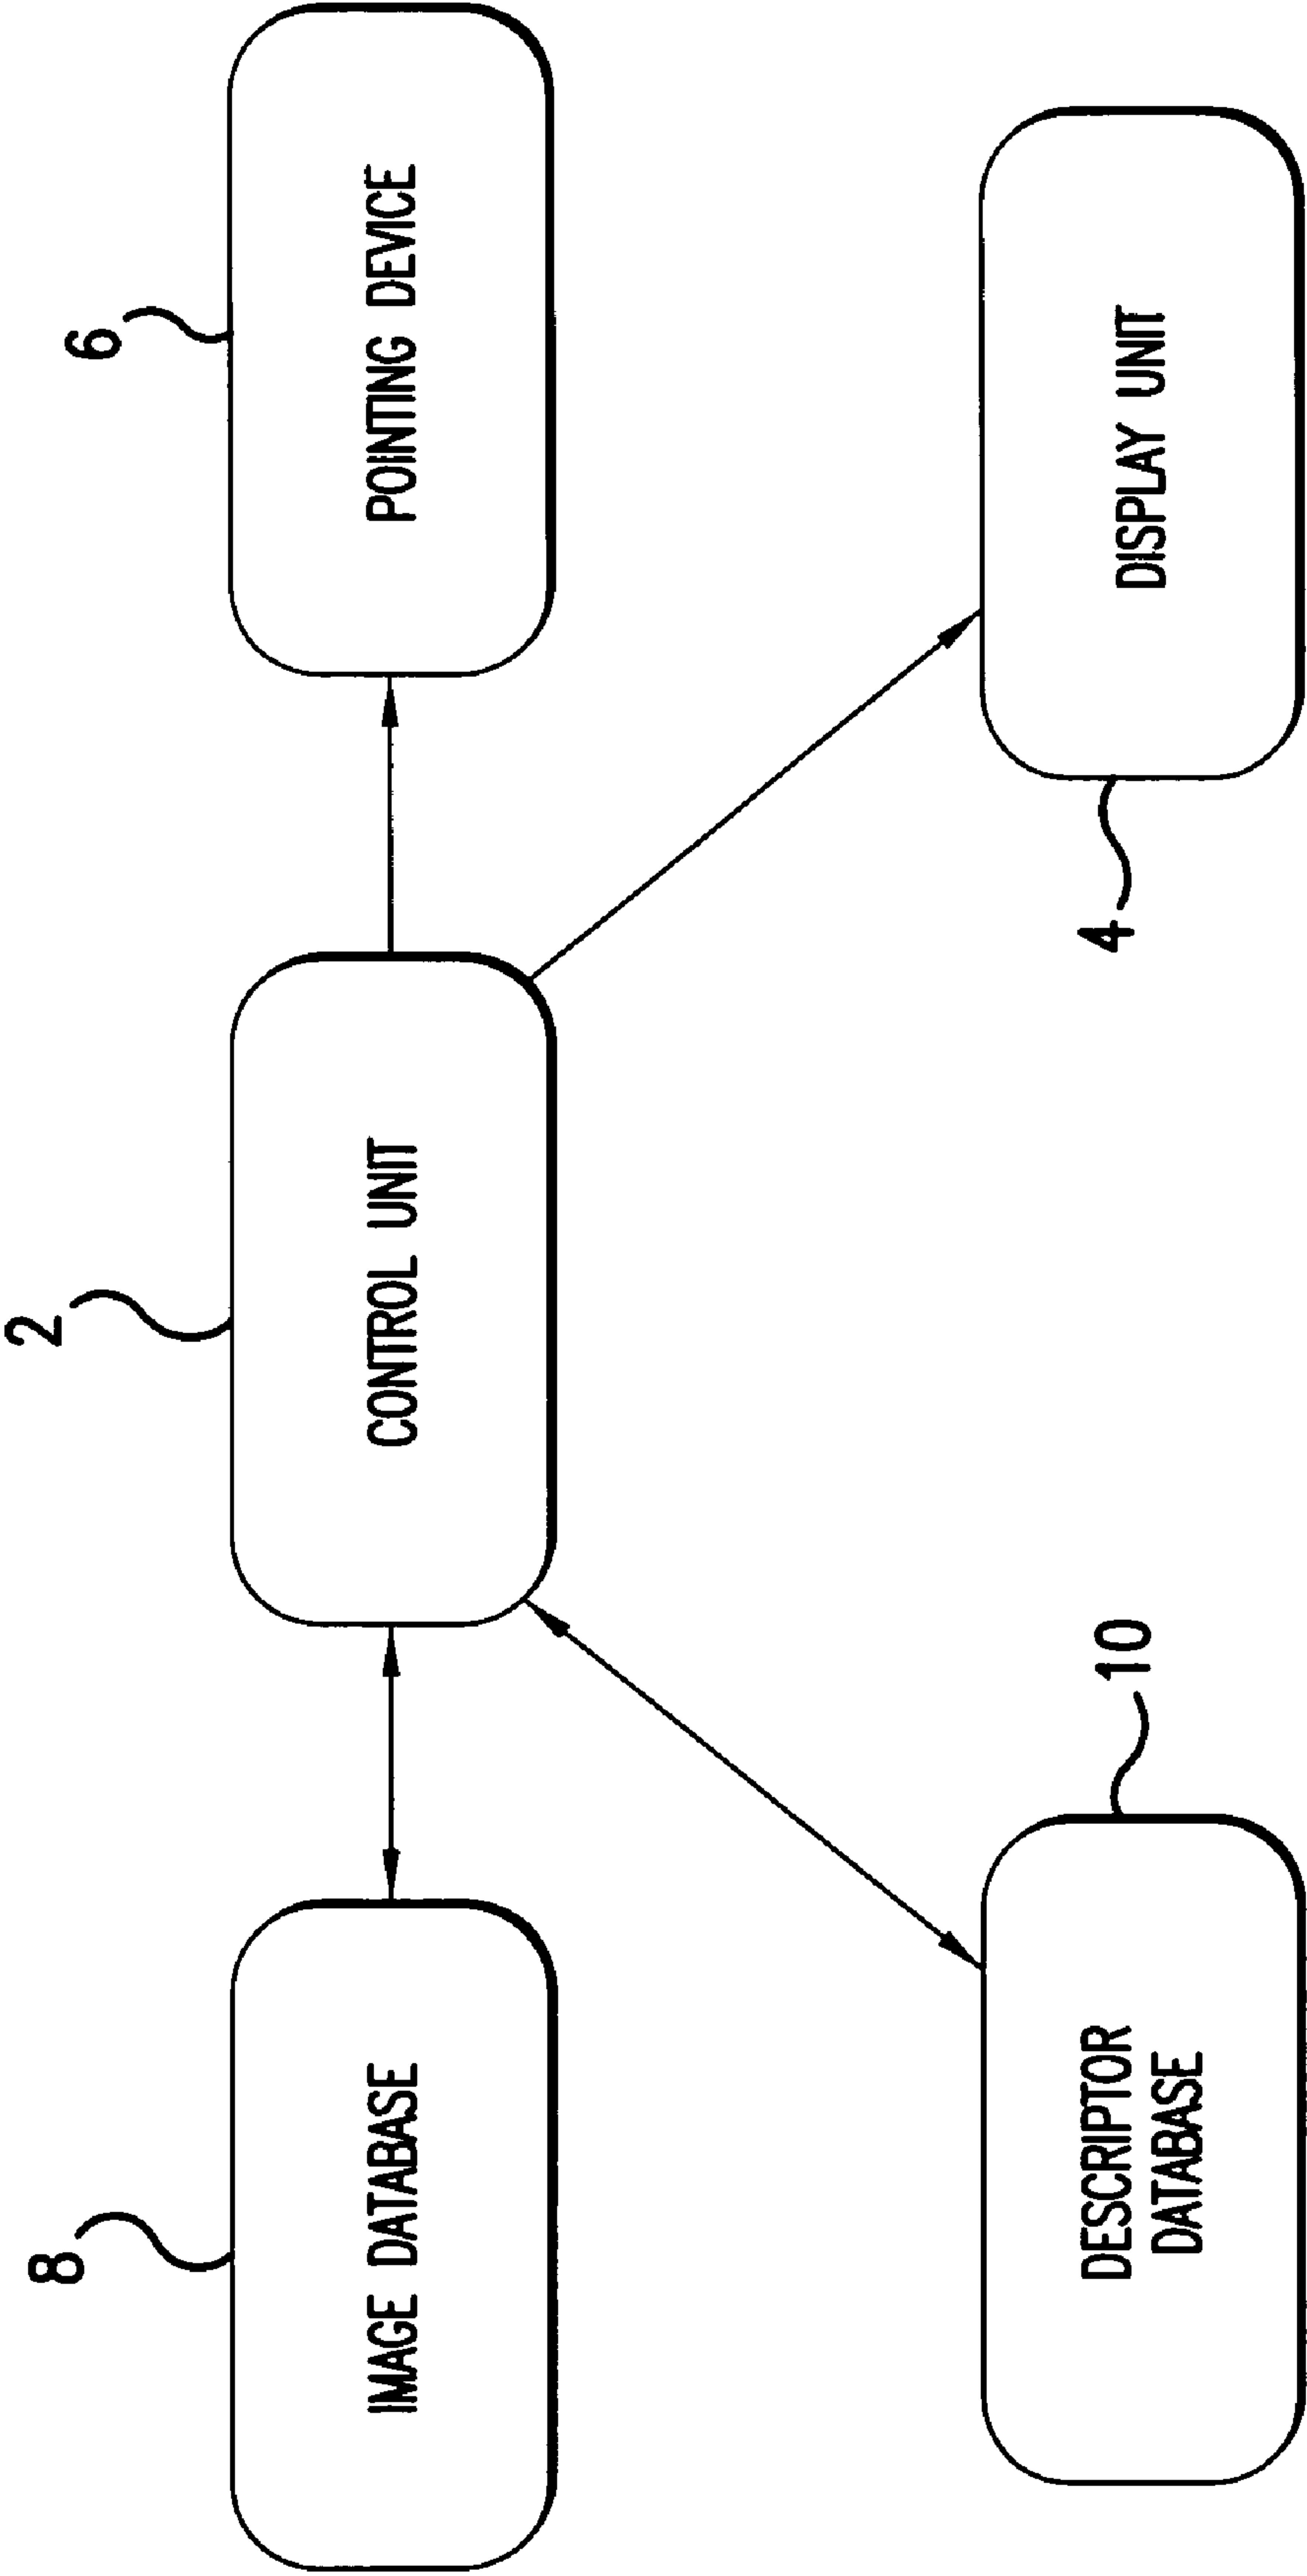 8
2
6
IMAGE DATABASE
CONTROL UNIT
POINTING DEVICE
10
4
DESCRIPTOR
DATABASE
DISPLAY UNIT